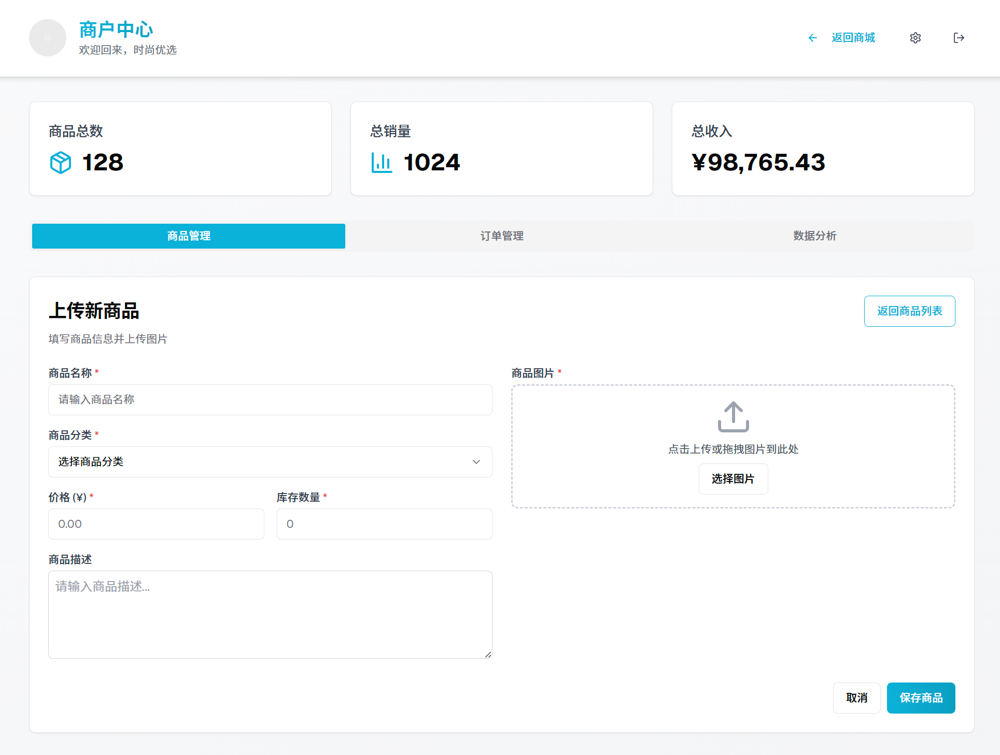 商户中心
欢迎回来，时尚优选
返回商城
商品总数
128
总销量
1024
总收入
¥98,765.43
商品管理
订单管理
数据分析
上传新商品
返回商品列表
填写商品信息并上传图片
商品名称 *
请输入商品名称
商品分类 *
选择商品分类
价格 (¥) *
库存数量 *
0.00
0
商品描述
请输入商品描述...
商品图片 *
点击上传或拖拽图片到此处
选择图片
取消
保存商品